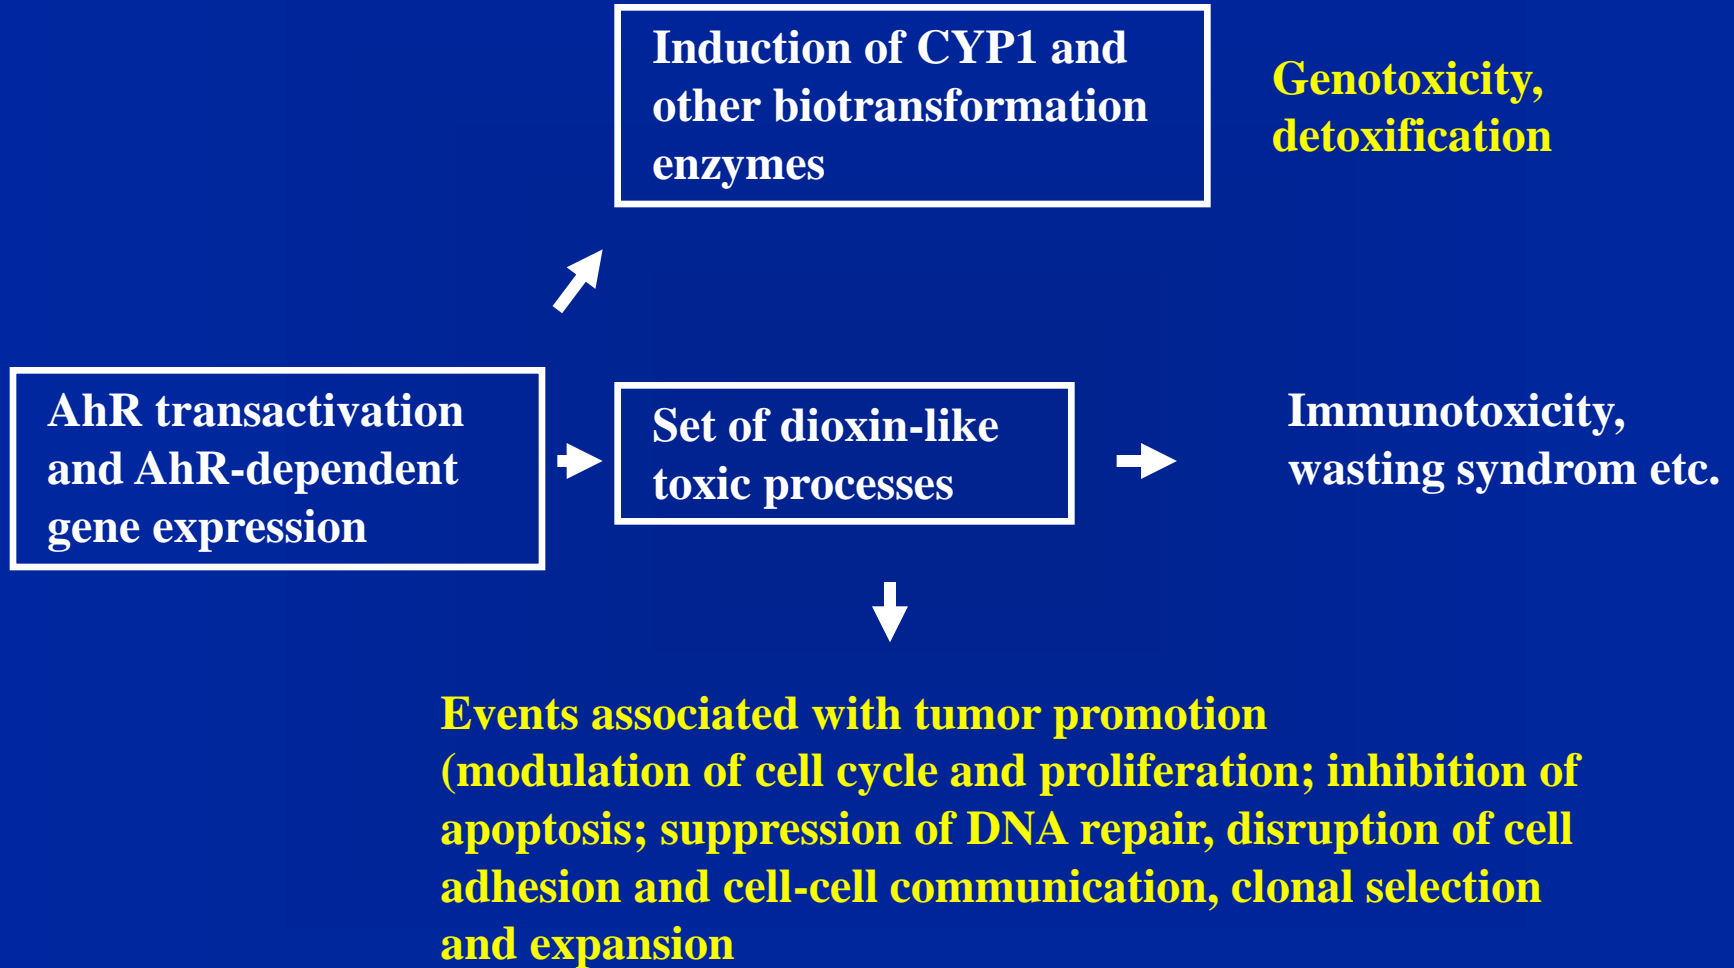 Induction of CYP1 and
other biotransformation
enzymes
Genotoxicity,
detoxification
AhR transactivation
and AhR-dependent
gene expression
Set of dioxin-like
toxic processes
Immunotoxicity,
wasting syndrom etc.
Events associated with tumor promotion
(modulation of cell cycle and proliferation; inhibition of
apoptosis; suppression of DNA repair, disruption of cell
adhesion and cell-cell communication, clonal selection
and expansion